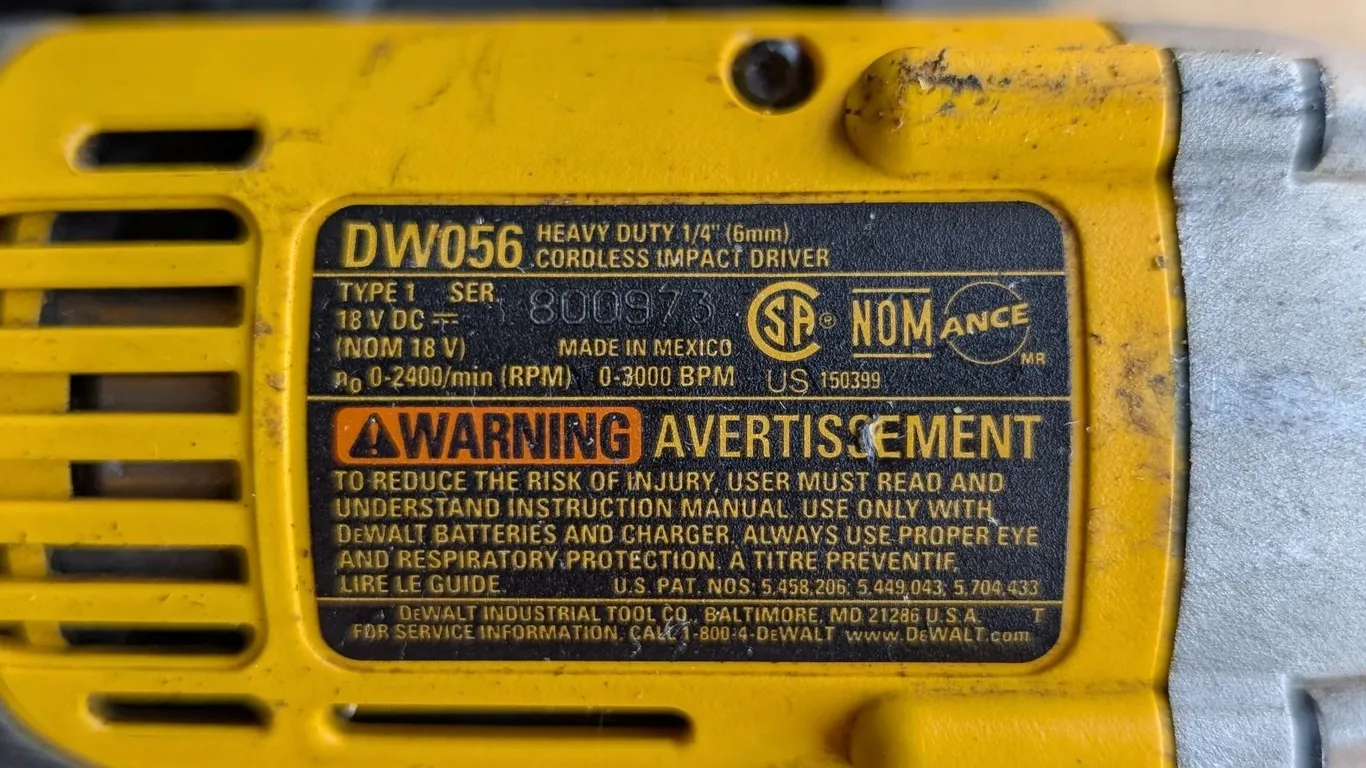 DW056 HEAVY DUTY 1/4" (6mm)
CORDLESS IMPACT DRIVER
TYPE 1 SER. 800973
18 V DC ⎓
(NOM 18 V) MADE IN MEXICO
n₀ 0-2400/min (RPM) 0-3000 BPM
CSA ®
US 150399
NOM
ANCE
MR
⚠WARNING AVERTISSEMENT
TO REDUCE THE RISK OF INJURY, USER MUST READ AND
UNDERSTAND INSTRUCTION MANUAL. USE ONLY WITH
DEWALT BATTERIES AND CHARGER. ALWAYS USE PROPER EYE
AND RESPIRATORY PROTECTION. A TITRE PREVENTIF,
LIRE LE GUIDE. U.S. PAT. NOS: 5,458,206, 5,449,043, 5,704,433
DEWALT INDUSTRIAL TOOL CO., BALTIMORE, MD 21286 U.S.A. T
FOR SERVICE INFORMATION, CALL 1-800-4-DEWALT www.DEWALT.com